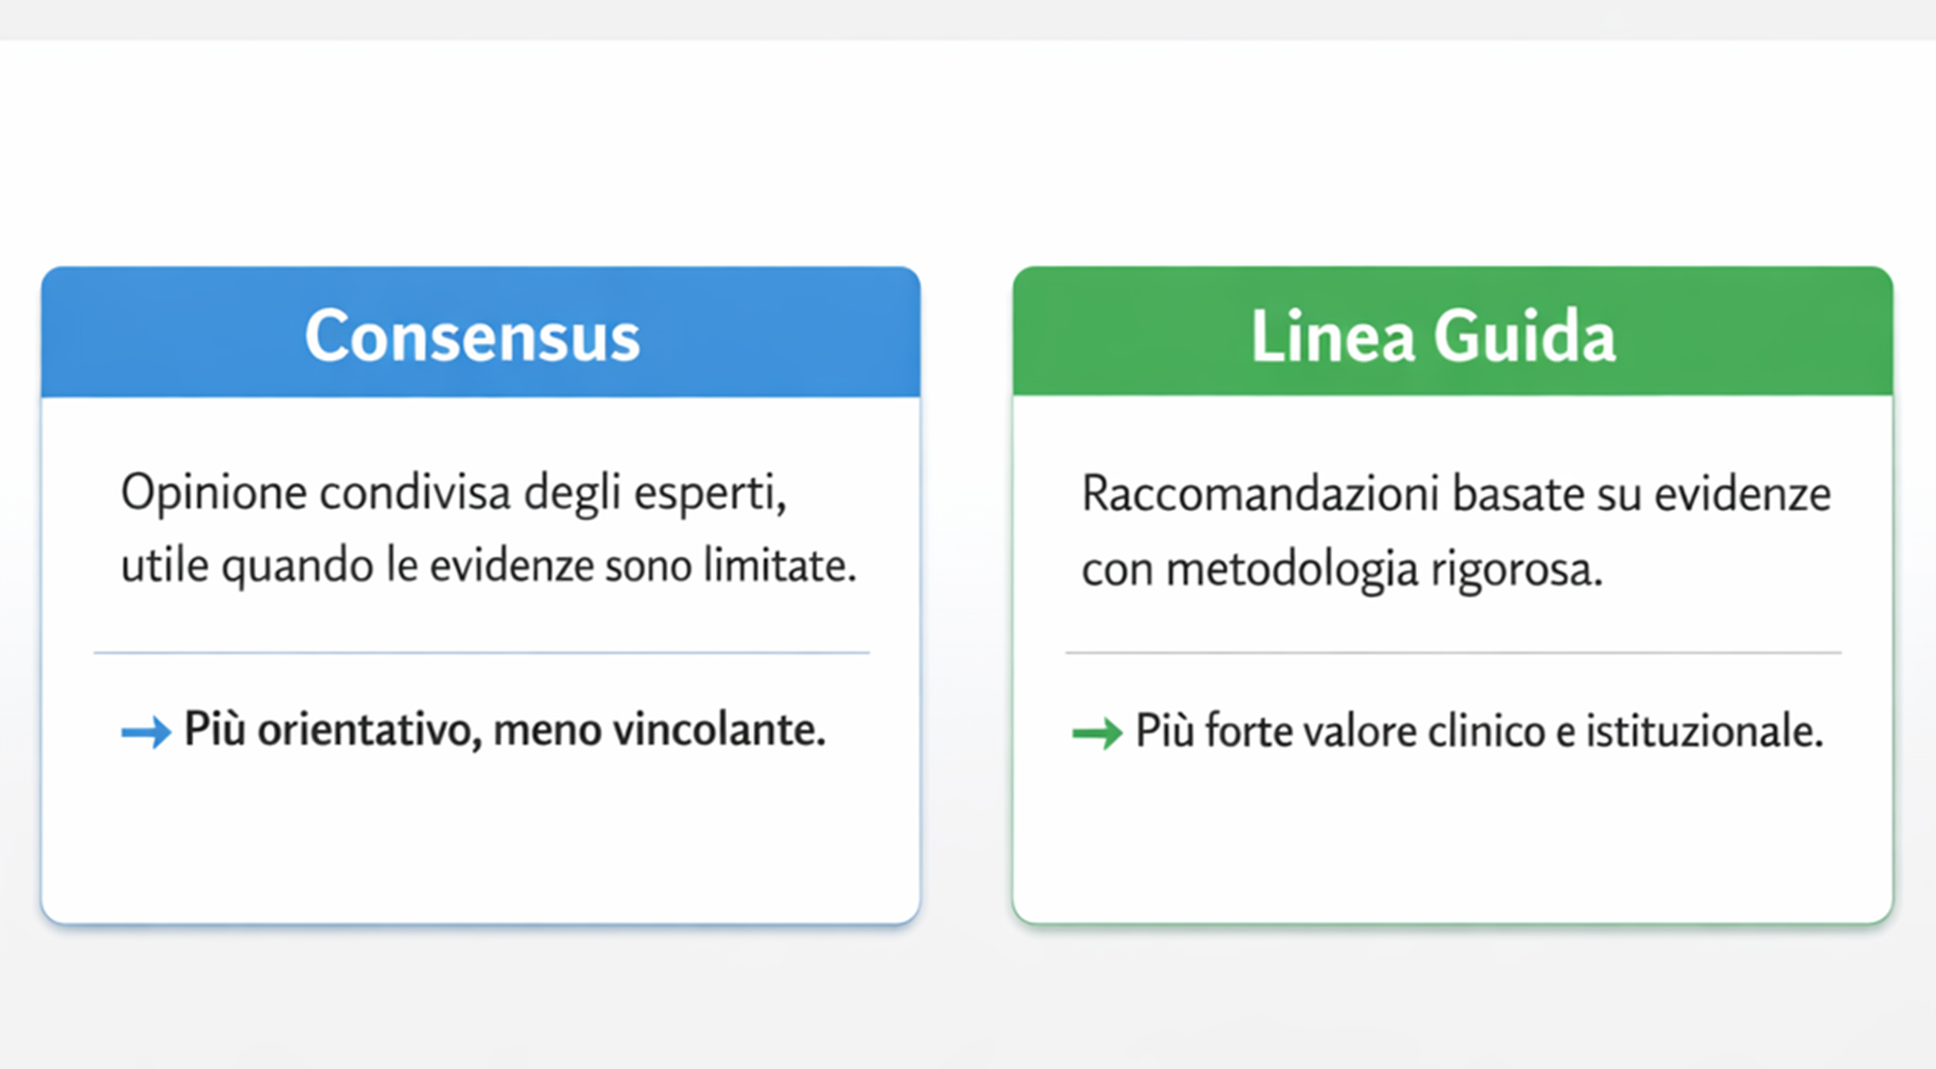 Consensus
Opinione condivisa degli esperti,
utile quando le evidenze sono limitate.
→ Più orientativo, meno vincolante.
Linea Guida
Raccomandazioni basate su evidenze
con metodologia rigorosa.
→ Più forte valore clinico e istituzionale.